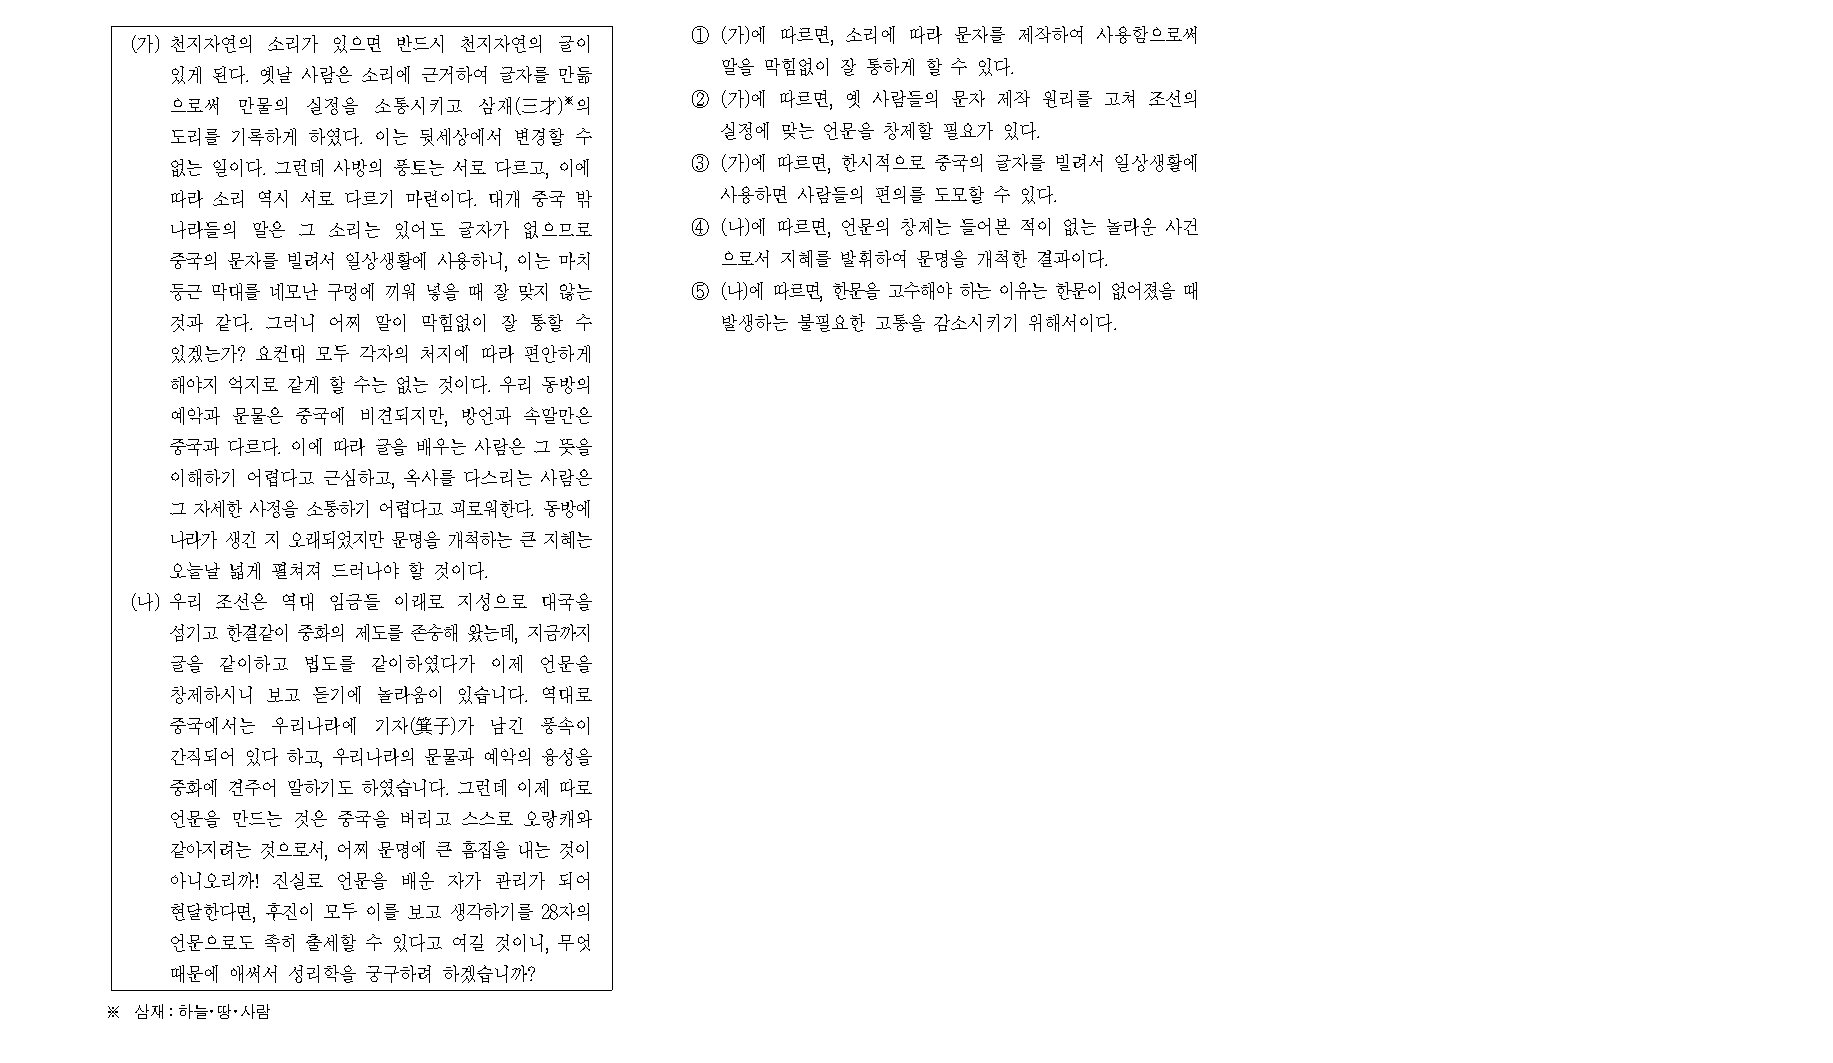 (가) 천지자연의 소리가 있으면 반드시 천지자연의 글이
있게 된다. 옛날 사람은 소리에 근거하여 글자를 만듦
으로써 만물의 실정을 소통시키고 삼재(三才)※의
도리를 기록하게 하였다. 이는 뒷세상에서 변경할 수
없는 일이다. 그런데 사방의 풍토는 서로 다르고, 이에
따라 소리 역시 서로 다르기 마련이다. 대개 중국 밖
나라들의 말은 그 소리는 있어도 글자가 없으므로
중국의 문자를 빌려서 일상생활에 사용하니, 이는 마치
둥근 막대를 네모난 구멍에 끼워 넣을 때 잘 맞지 않는
것과 같다. 그러니 어찌 말이 막힘없이 잘 통할 수
있겠는가? 요컨대 모두 각자의 처지에 따라 편안하게
해야지 억지로 같게 할 수는 없는 것이다. 우리 동방의
예악과 문물은 중국에 비견되지만, 방언과 속말만은
중국과 다르다. 이에 따라 글을 배우는 사람은 그 뜻을
이해하기 어렵다고 근심하고, 옥사를 다스리는 사람은
그 자세한 사정을 소통하기 어렵다고 괴로워한다. 동방에
나라가 생긴 지 오래되었지만 문명을 개척하는 큰 지혜는
오늘날 넓게 펼쳐져 드러나야 할 것이다.
(나) 우리 조선은 역대 임금들 이래로 지성으로 대국을
섬기고 한결같이 중화의 제도를 존숭해 왔는데, 지금까지
글을 같이하고 법도를 같이하였다가 이제 언문을
창제하시니 보고 듣기에 놀라움이 있습니다. 역대로
중국에서는 우리나라에 기자(箕子)가 남긴 풍속이
간직되어 있다 하고, 우리나라의 문물과 예악의 융성을
중화에 견주어 말하기도 하였습니다. 그런데 이제 따로
언문을 만드는 것은 중국을 버리고 스스로 오랑캐와
같아지려는 것으로서, 어찌 문명에 큰 흠집을 내는 것이
아니오리까! 진실로 언문을 배운 자가 관리가 되어
현달한다면, 후진이 모두 이를 보고 생각하기를 28자의
언문으로도 족히 출세할 수 있다고 여길 것이니, 무엇
때문에 애써서 성리학을 궁구하려 하겠습니까?
※ 삼재 : 하늘·땅·사람
① (가)에 따르면, 소리에 따라 문자를 제작하여 사용함으로써
말을 막힘없이 잘 통하게 할 수 있다.
② (가)에 따르면, 옛 사람들의 문자 제작 원리를 고쳐 조선의
실정에 맞는 언문을 창제할 필요가 있다.
③ (가)에 따르면, 한시적으로 중국의 글자를 빌려서 일상생활에
사용하면 사람들의 편의를 도모할 수 있다.
④ (나)에 따르면, 언문의 창제는 들어본 적이 없는 놀라운 사건
으로서 지혜를 발휘하여 문명을 개척한 결과이다.
⑤ (나)에 따르면, 한문을 고수해야 하는 이유는 한문이 없어졌을 때
발생하는 불필요한 고통을 감소시키기 위해서이다.